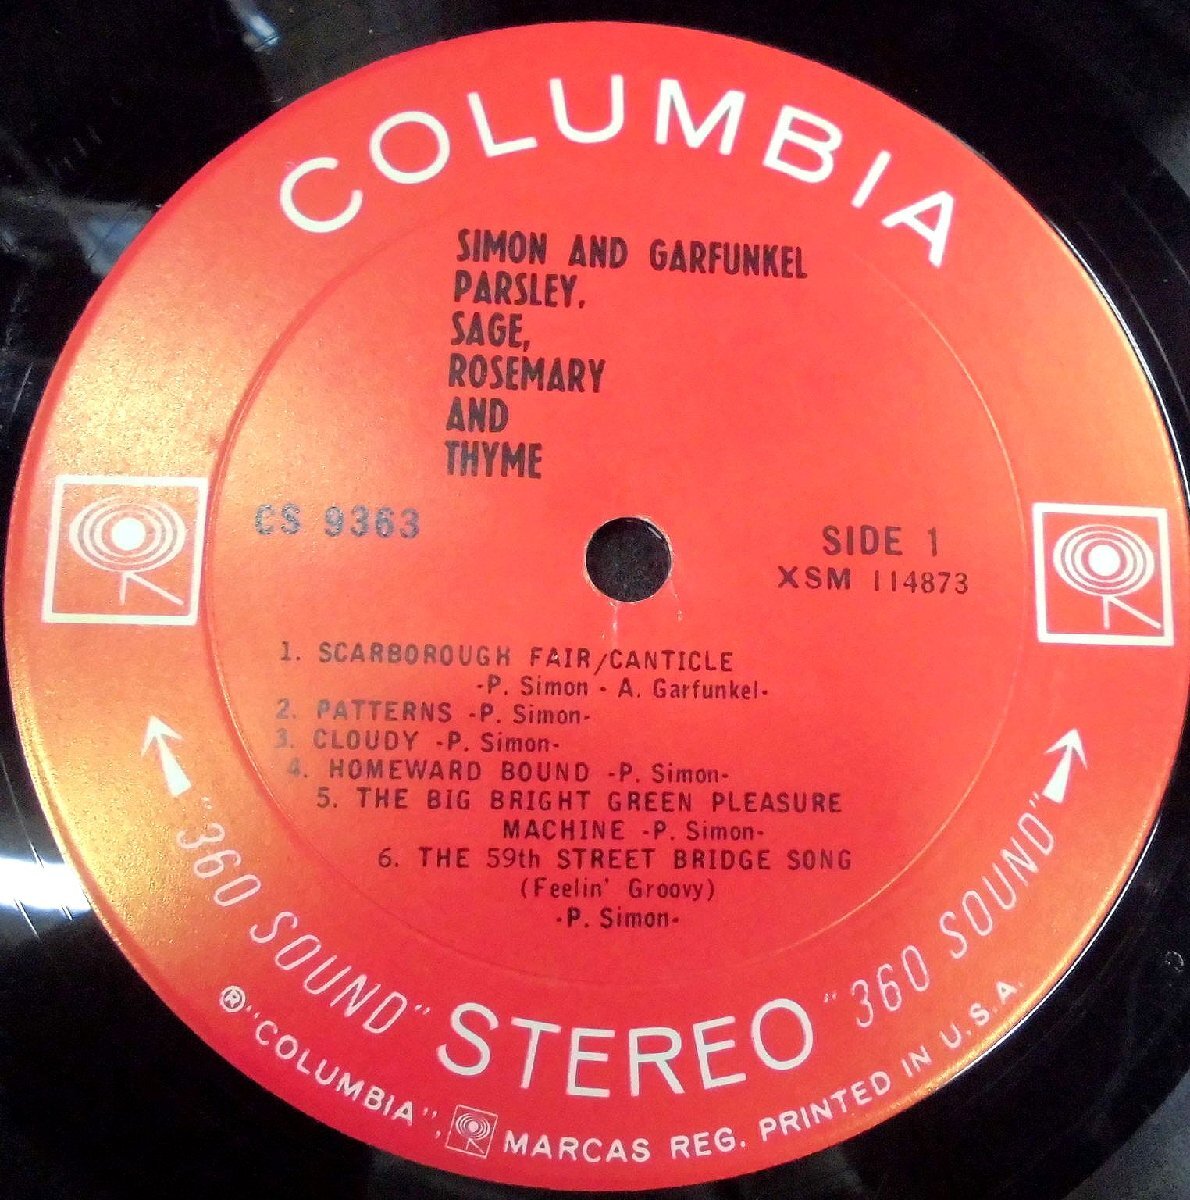 COLUMBIA
SIMON AND GARFUNKEL
PARSLEY,
SAGE,
ROSEMARY
AND
THYME
CS 9363
SIDE 1
XSM 114873
1. SCARBOROUGH FAIR/CANTICLE
-P. Simon - A. Garfunkel-
2. PATTERNS -P. Simon-
3. CLOUDY -P. Simon-
4. HOMEWARD BOUND -P. Simon-
5. THE BIG BRIGHT GREEN PLEASURE
MACHINE -P. Simon-
6. THE 59th STREET BRIDGE SONG
(Feelin' Groovy)
-P. Simon-
"360 SOUND" STEREO "360 SOUND"
® "COLUMBIA", MARCAS REG. PRINTED IN U.S.A.